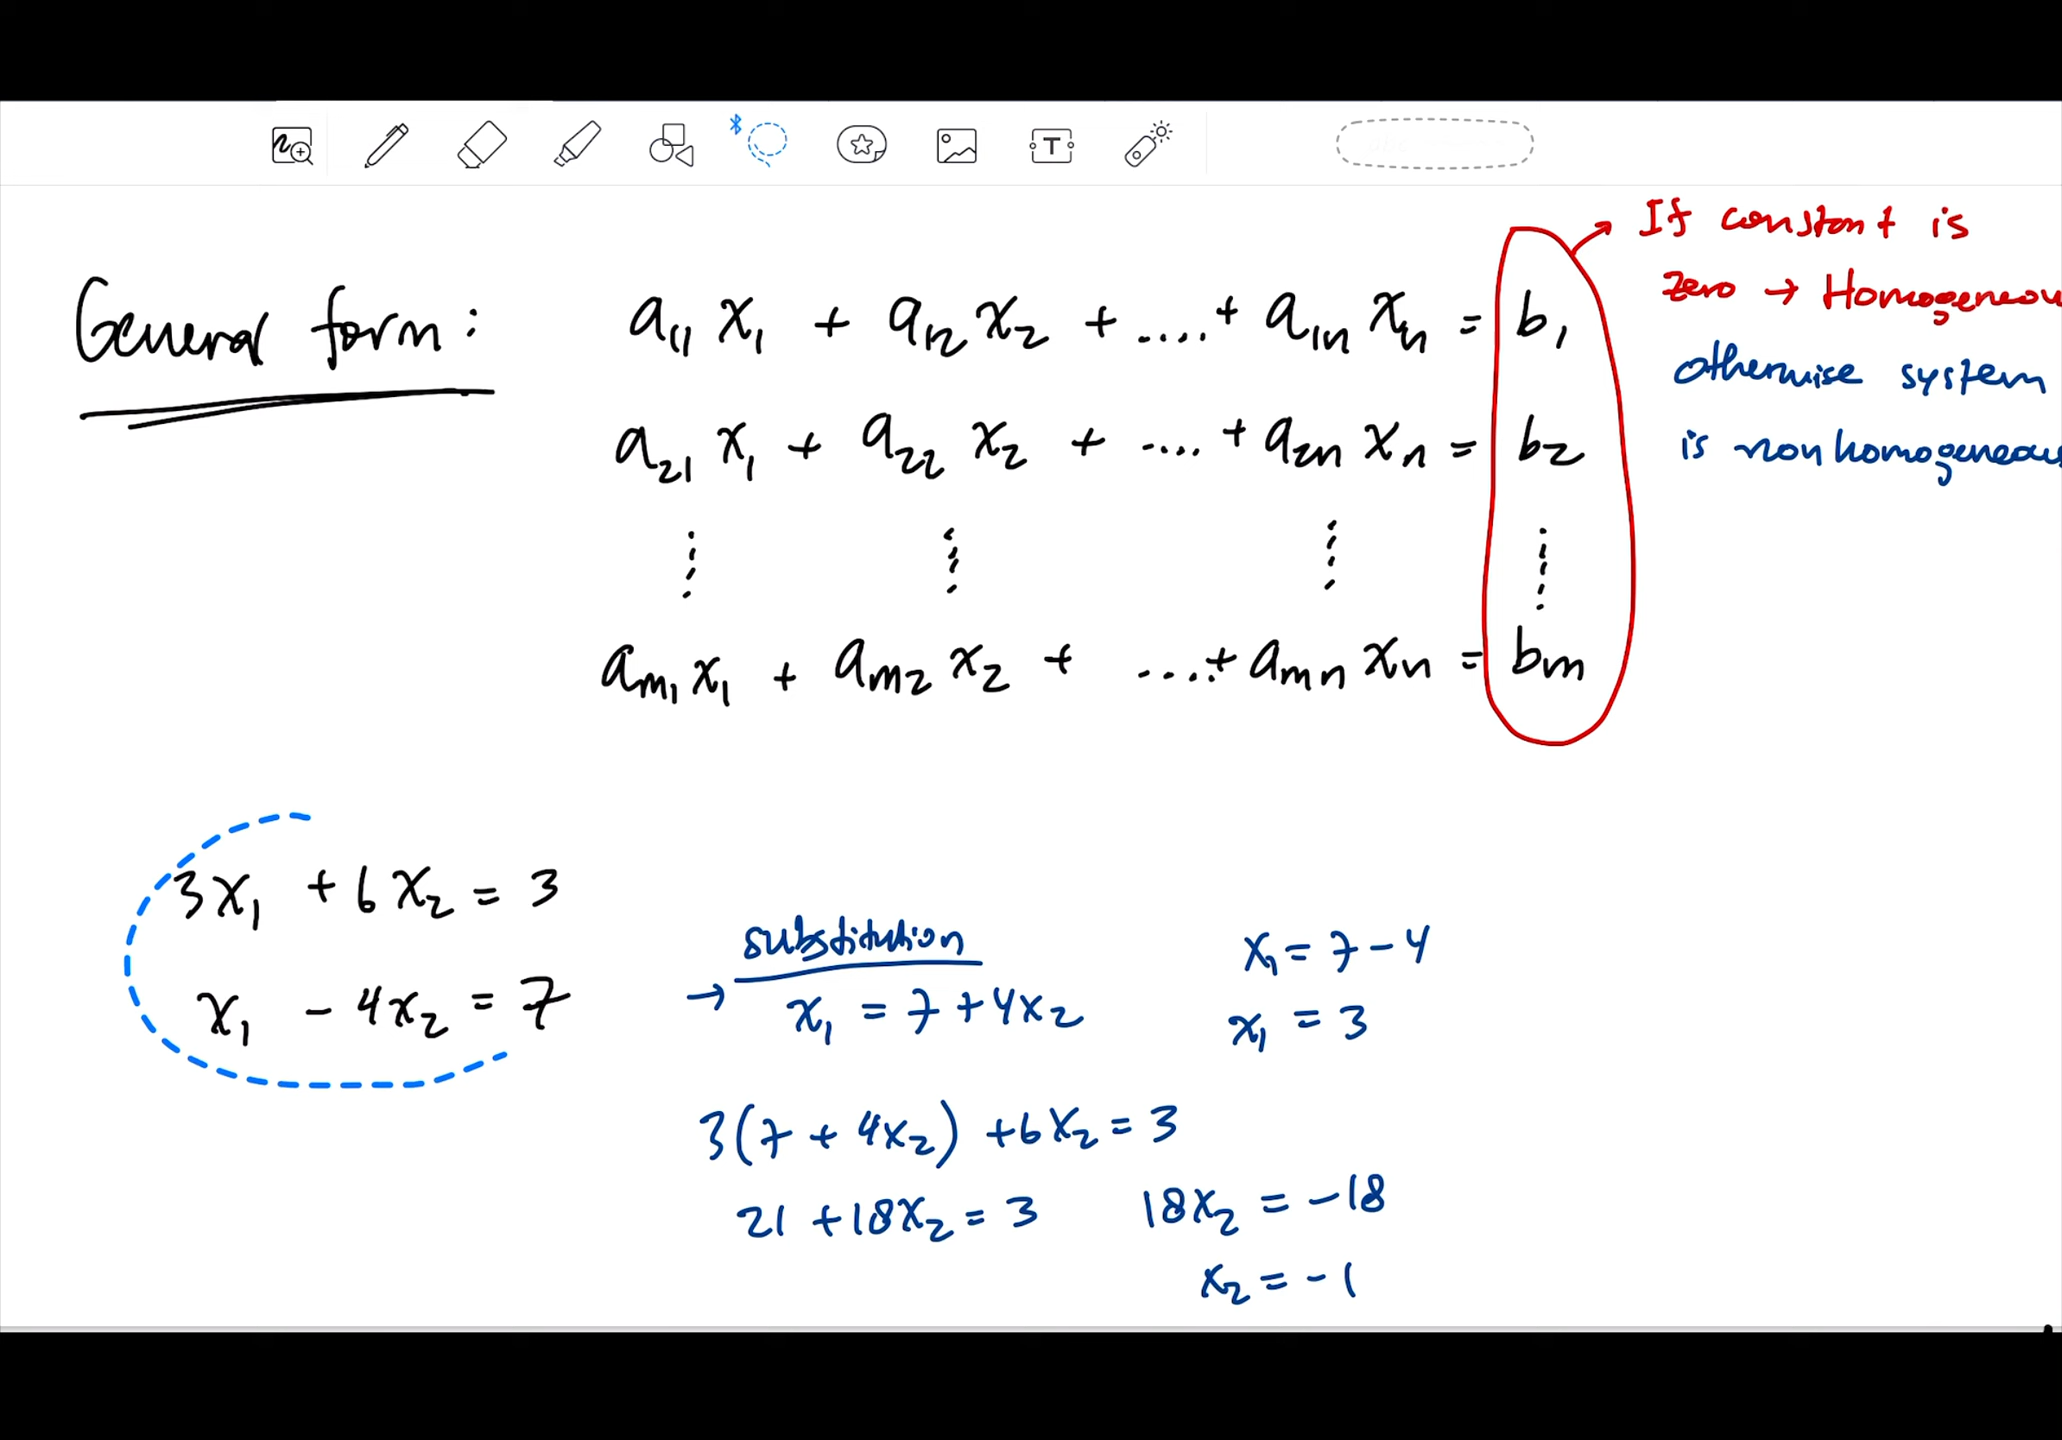 General form:
a₁₁ x₁ + a₁₂ x₂ + ....+ a₁ₙ xₙ = b₁
a₂₁ x₁ + a₂₂ x₂ + ....+ a₂ₙ xₙ = b₂
⋮ ⋮ ⋮ ⋮
aₘ₁ x₁ + aₘ₂ x₂ + ....+ aₘₙ xₙ = bₘ
If constant is
zero → Homogeneou
otherwise system
is nonhomogeneous
3x₁ + 6x₂ = 3
x₁ - 4x₂ = 7
substitution
→ x₁ = 7 + 4x₂
3(7 + 4x₂) + 6x₂ = 3
21 + 18x₂ = 3
18x₂ = -18
x₂ = -1
x₁ = 7 - 4
x₁ = 3